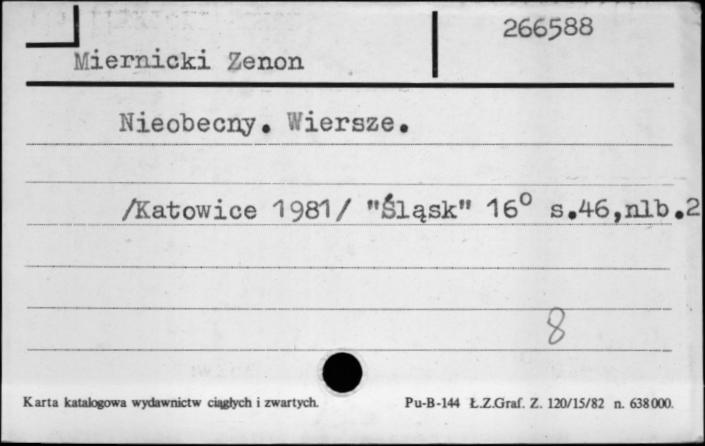 266588
Miernicki Zenon
Nieobecny. Wiersze.
/Katowice 1981/ "Śląsk" 16° s.46,nlb.2
8
Karta katalogowa wydawnictw ciągłych i zwartych. Pu-B-144 Ł.Z.Graf. Z. 120/15/82 n. 638000.